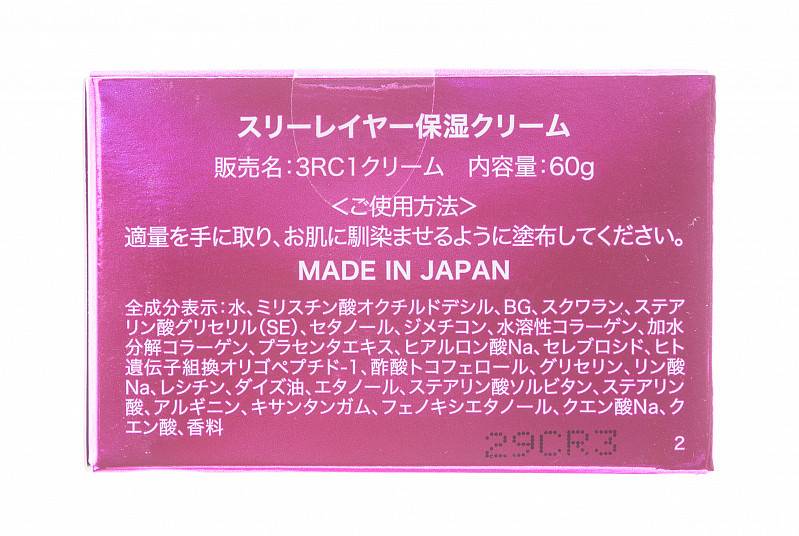 スリーレイヤー保湿クリーム
販売名：3RC1クリーム　内容量：60g
＜ご使用方法＞
適量を手に取り、お肌に馴染ませるように塗布してください。
MADE IN JAPAN
全成分表示：水、ミリスチン酸オクチルドデシル、BG、スクワラン、ステア
リン酸グリセリル（SE）、セタノール、ジメチコン、水溶性コラーゲン、加水
分解コラーゲン、プラセンタエキス、ヒアルロン酸Na、セレブロシド、ヒト
遺伝子組換オリゴペプチド-1、酢酸トコフェロール、グリセリン、リン酸
Na、レシチン、ダイズ油、エタノール、ステアリン酸ソルビタン、ステアリン
酸、アルギニン、キサンタンガム、フェノキシエタノール、クエン酸Na、ク
エン酸、香料
29CR3
2